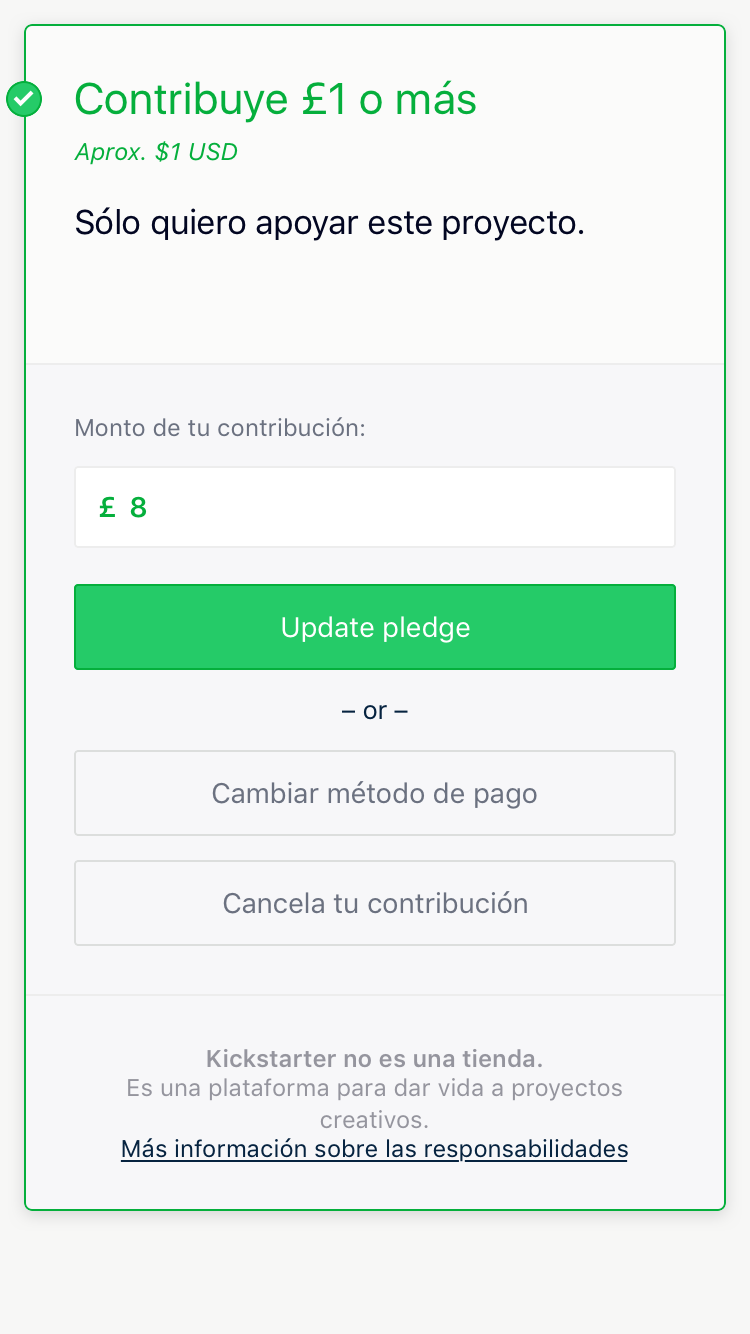 Contribuye £1 o más
Aprox. $1 USD
Sólo quiero apoyar este proyecto.
Monto de tu contribución:
£ 8
Update pledge
– or –
Cambiar método de pago
Cancela tu contribución
Kickstarter no es una tienda.
Es una plataforma para dar vida a proyectos
creativos.
Más información sobre las responsabilidades